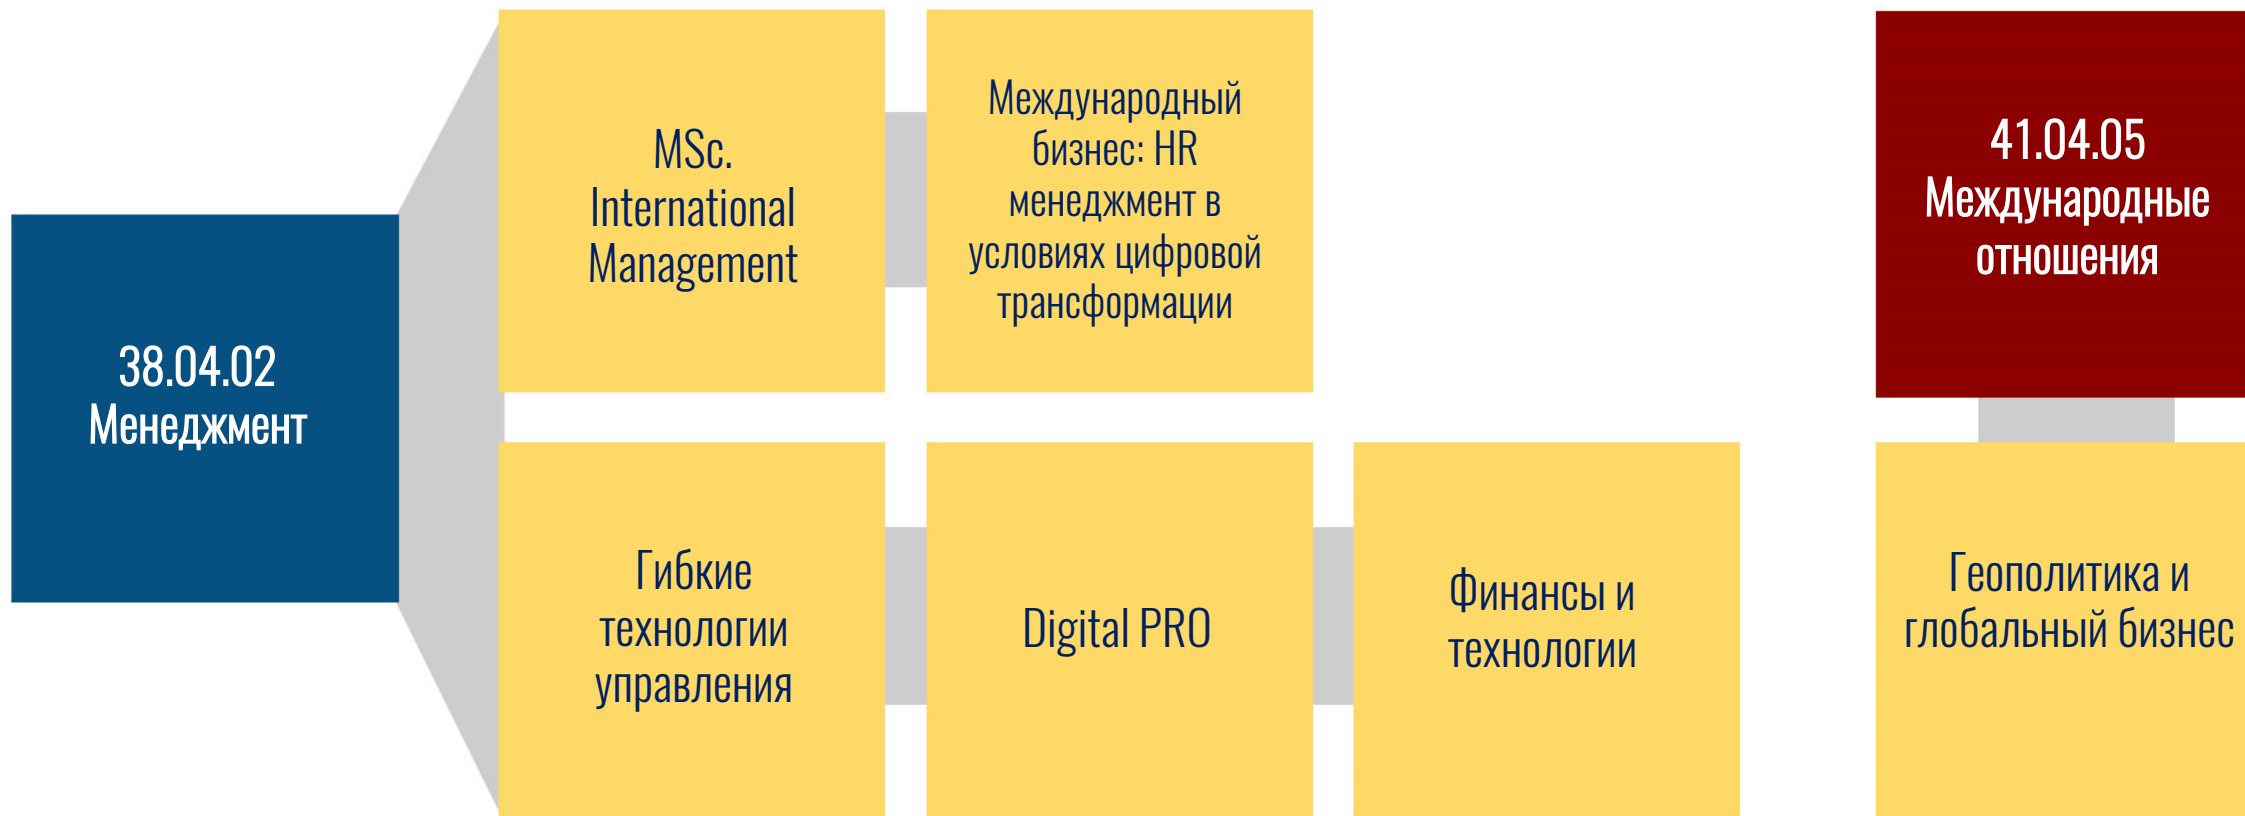 38.04.02
Менеджмент
MSc.
International
Management
Международный
бизнес: HR
менеджмент в
условиях цифровой
трансформации
Гибкие
технологии
управления
Digital PRO
Финансы и
технологии
41.04.05
Международные
отношения
Геополитика и
глобальный бизнес